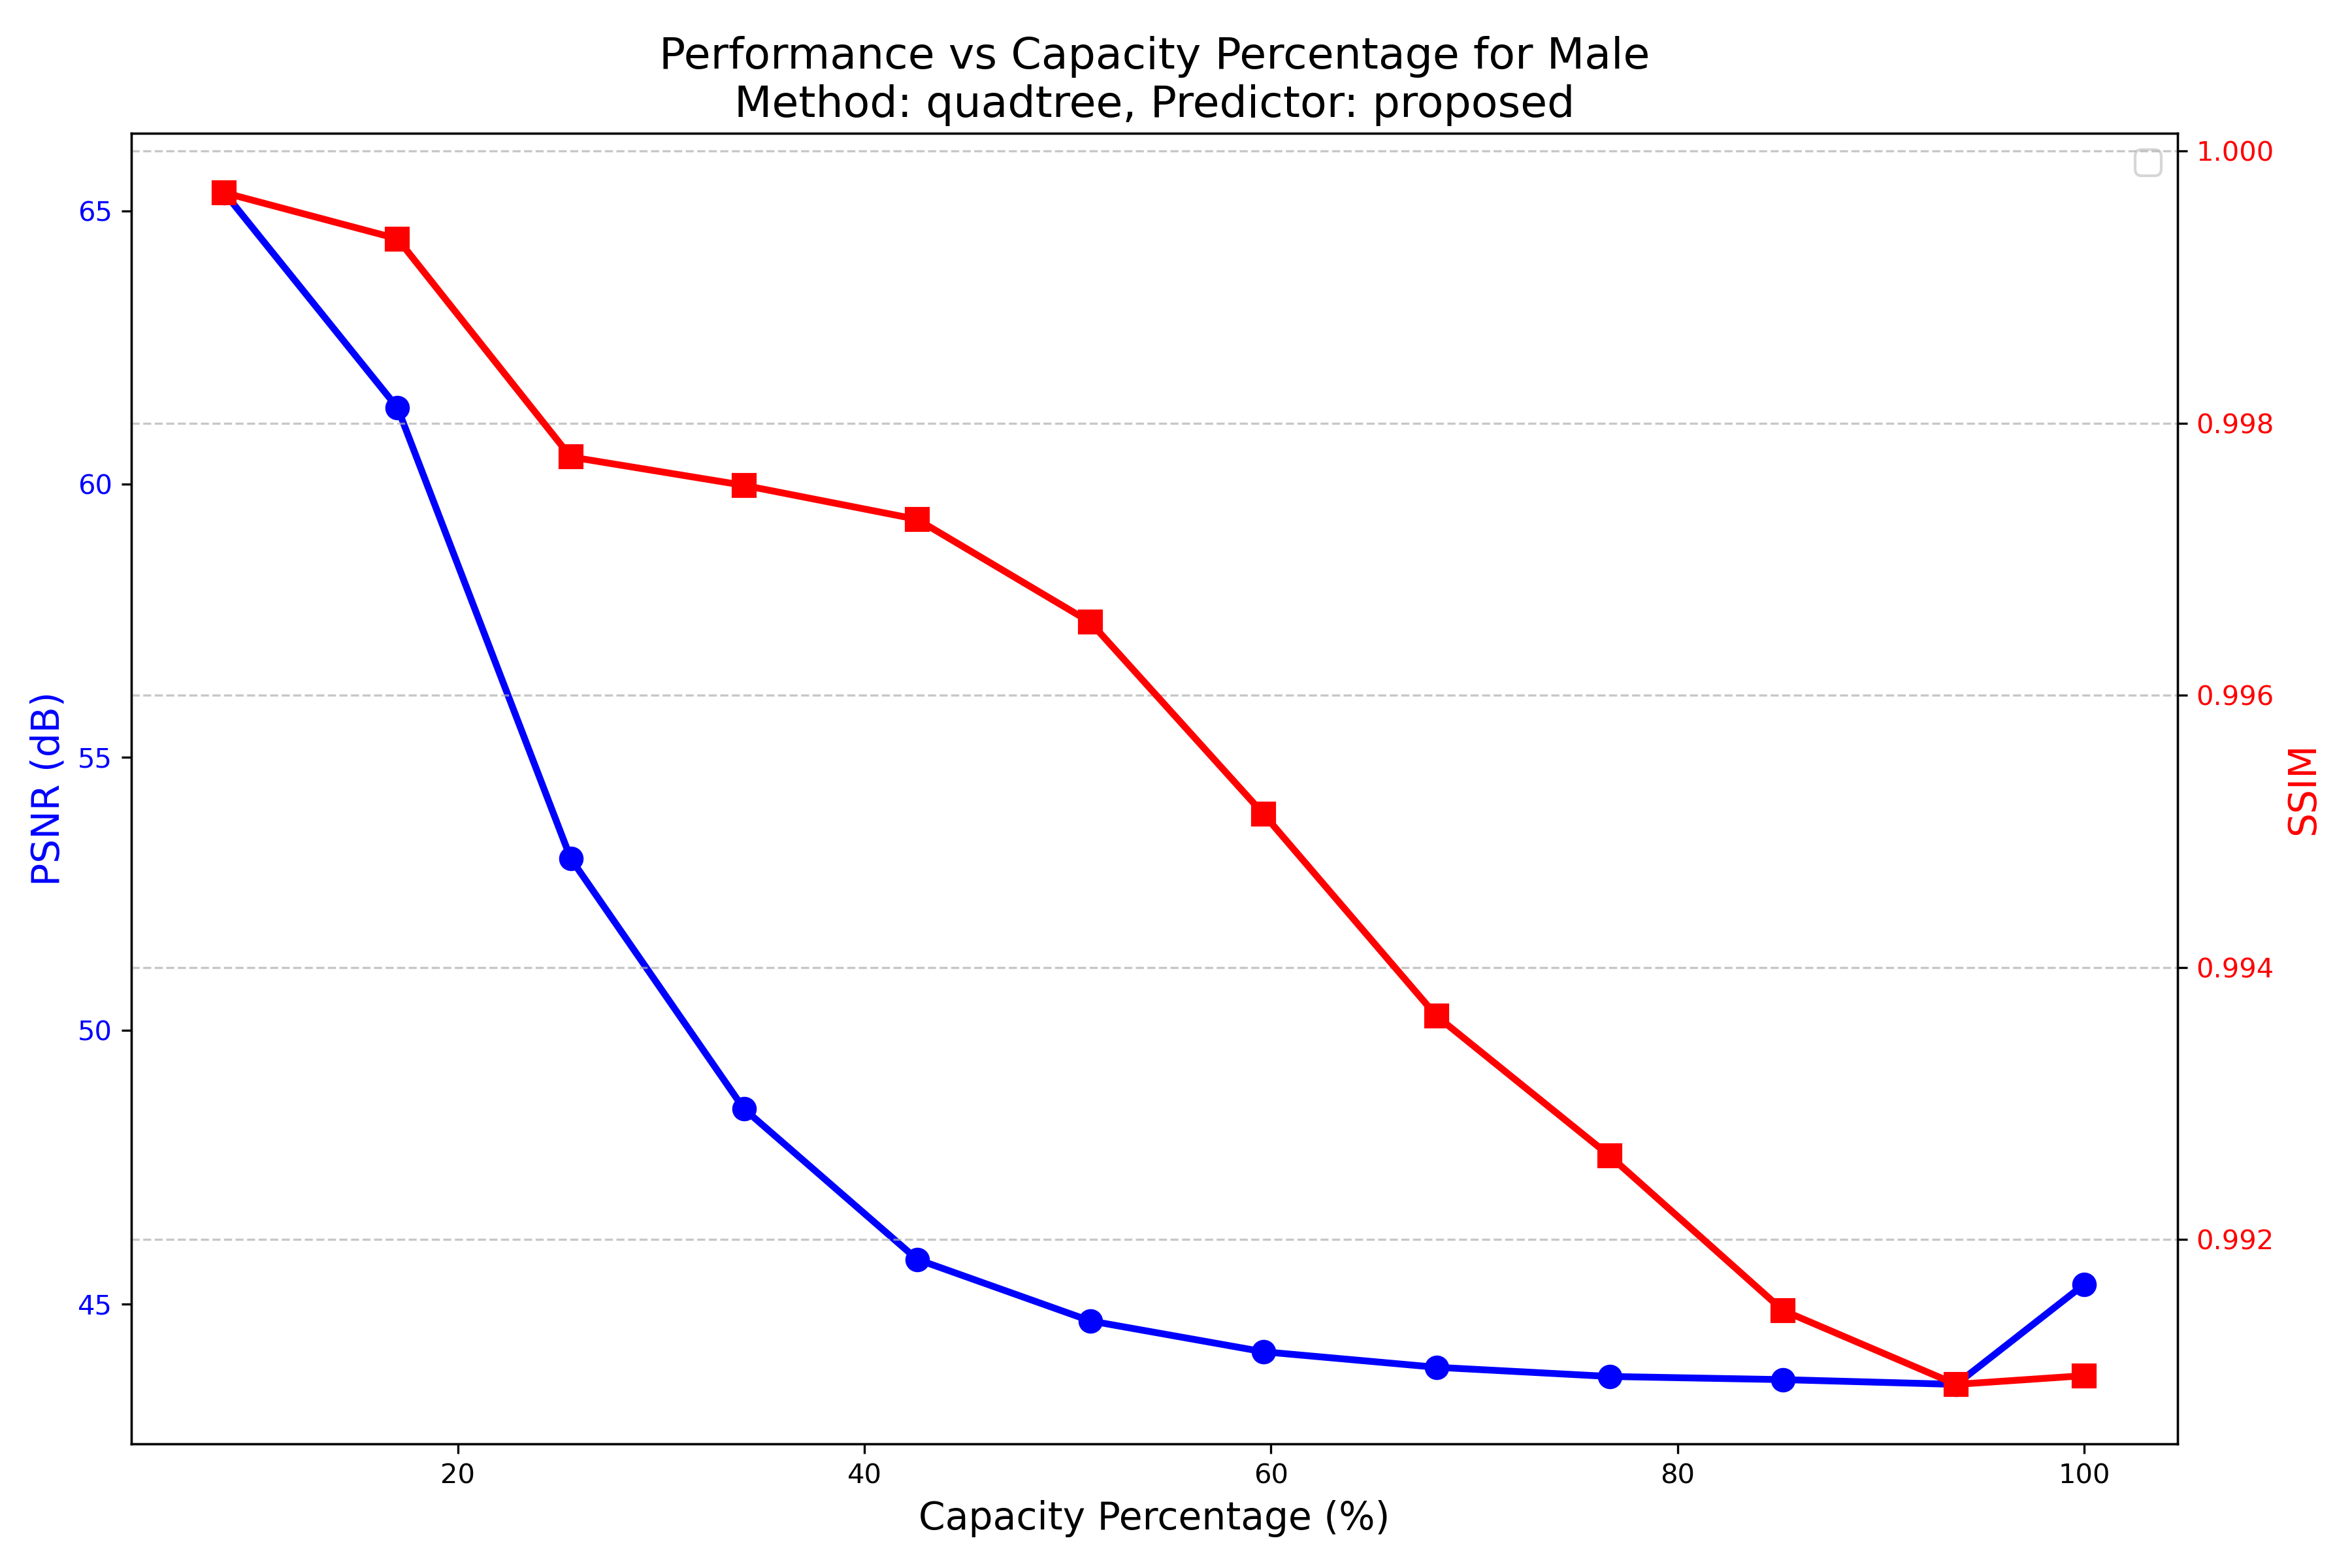 Performance vs Capacity Percentage for Male
Method: quadtree, Predictor: proposed
PSNR (dB)
65
60
55
50
45
1.000
0.998
0.996
0.994
0.992
SSIM
20 40 60 80 100
Capacity Percentage (%)